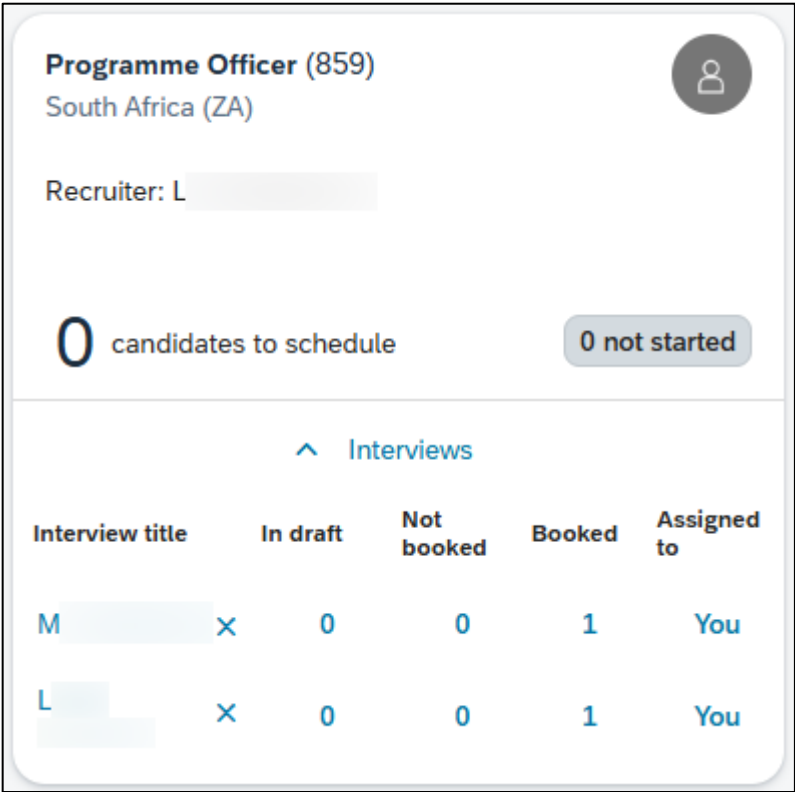 Programme Officer (859)
South Africa (ZA)
Recruiter: L
0 candidates to schedule
0 not started
Interviews
Interview title In draft Not booked Booked Assigned to
M × 0 0 1 You
L × 0 0 1 You